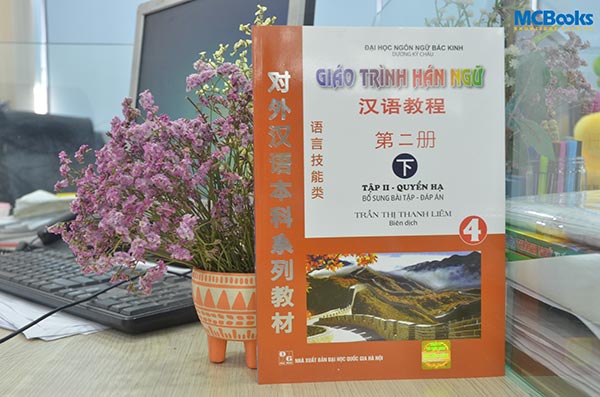 MCBooks
ĐẠI HỌC NGÔN NGỮ BẮC KINH
DƯƠNG KÝ CHÂU
GIÁO TRÌNH HÁN NGỮ
汉语教程
第二册
下
TẬP II - QUYỂN HẠ
BỔ SUNG BÀI TẬP - ĐÁP ÁN
TRẦN THỊ THANH LIÊM
Biên dịch
4
对外汉语本科系列教材
语言技能类
NHÀ XUẤT BẢN ĐẠI HỌC QUỐC GIA HÀ NỘI